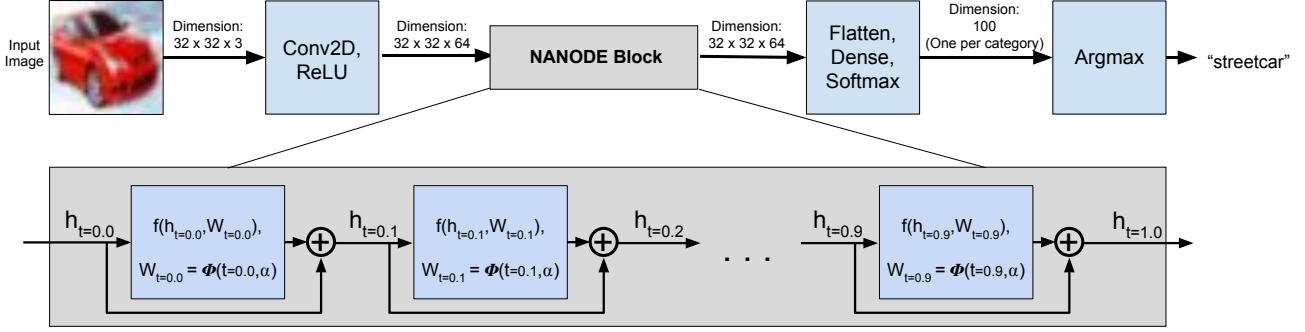 Input
Image
Dimension:
32 x 32 x 3
Conv2D,
ReLU
Dimension:
32 x 32 x 64
NANODE Block
Dimension:
32 x 32 x 64
Flatten,
Dense,
Softmax
Dimension:
100
(One per category)
Argmax
“streetcar”
h_{t=0.0}
f(h_{t=0.0},W_{t=0.0}),
W_{t=0.0} = Φ(t=0.0,α)
+
h_{t=0.1}
f(h_{t=0.1},W_{t=0.1}),
W_{t=0.1} = Φ(t=0.1,α)
+
h_{t=0.2}
. . .
h_{t=0.9}
f(h_{t=0.9},W_{t=0.9}),
W_{t=0.9} = Φ(t=0.9,α)
+
h_{t=1.0}